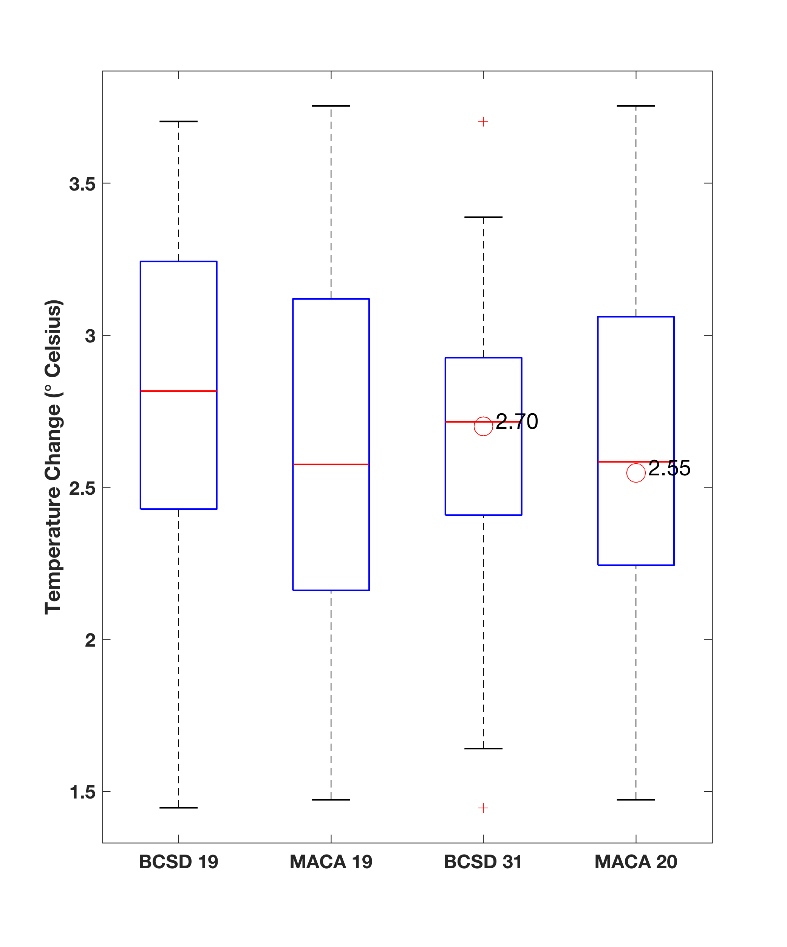 Temperature Change (° Celsius)
3.5
3
2.5
2
1.5
2.70
2.55
BCSD 19
MACA 19
BCSD 31
MACA 20